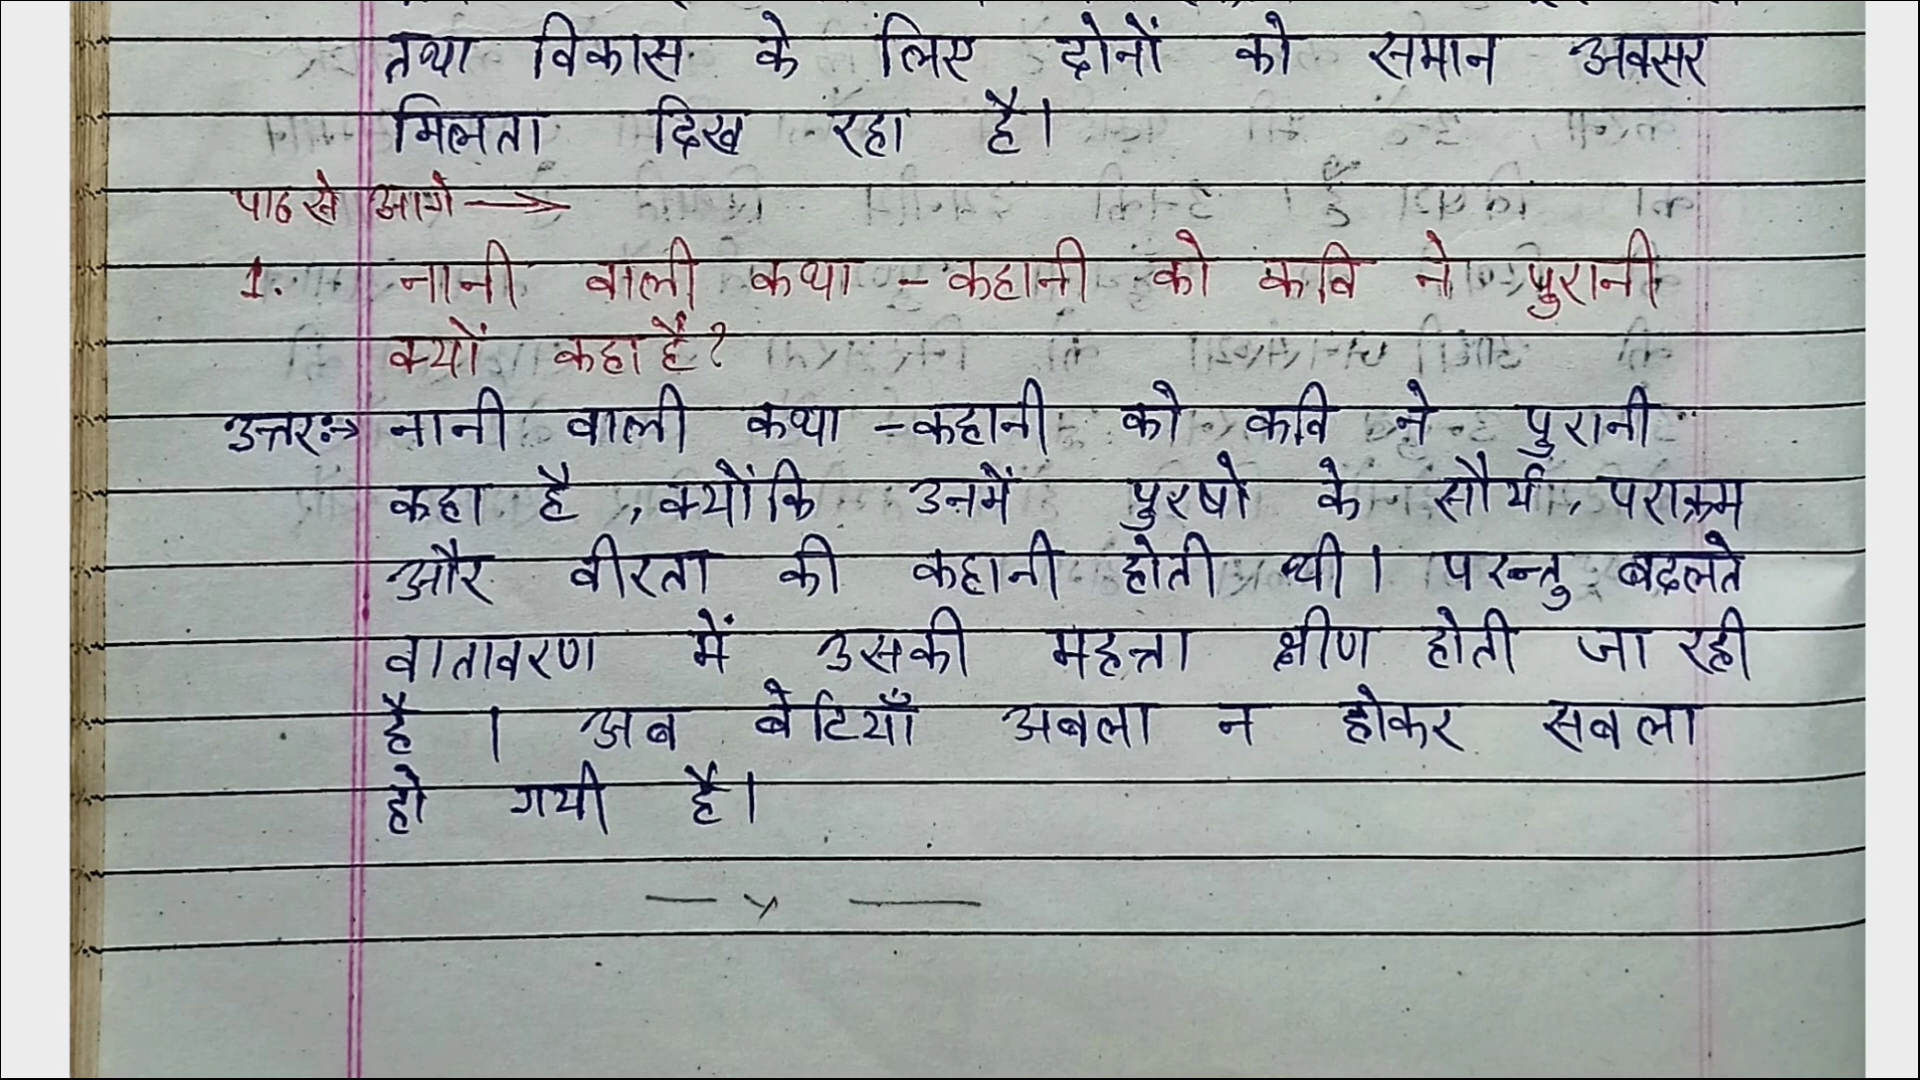 तथा विकास के लिए दोनों को समान अवसर
मिलता दिख रहा है।
पाठ से आगे →
1. नानी वाली कथा - कहानी को कवि ने पुरानी
क्यों कहा है?
उत्तर:→ नानी वाली कथा - कहानी को कवि ने पुरानी
कहा है, क्योंकि उनमें पुरषो के सौर्य, पराक्रम
और वीरता की कहानी होती थी। परन्तु बदलते
वातावरण में उसकी महत्ता क्षीण होती जा रही
है । अब बेटियाँ अबला न होकर सबला
हो गयी है।
— x —